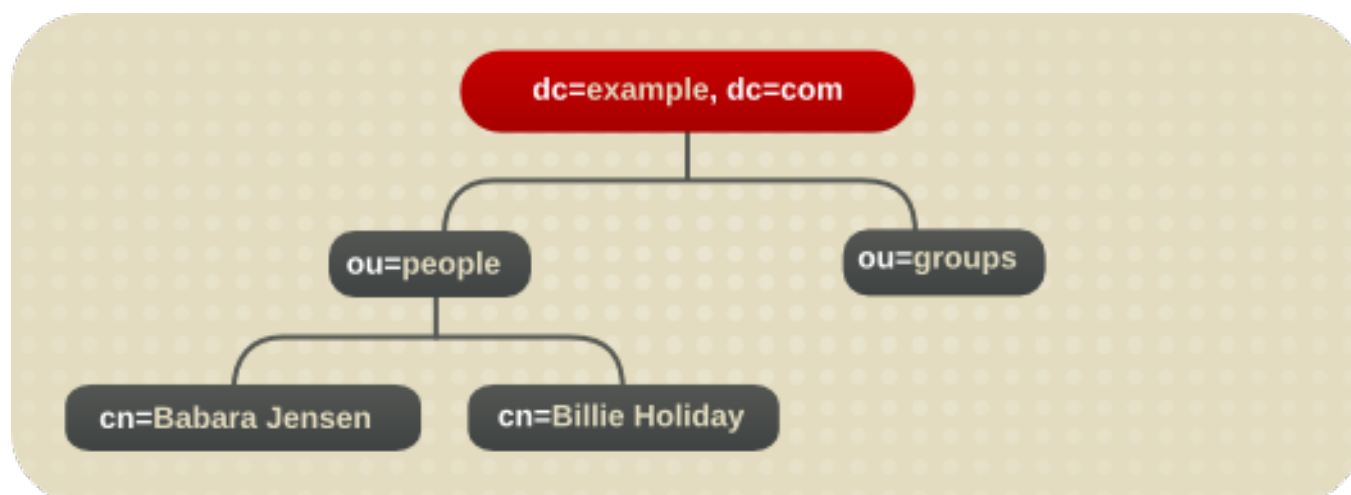 dc=example, dc=com
ou=people
ou=groups
cn=Babara Jensen
cn=Billie Holiday